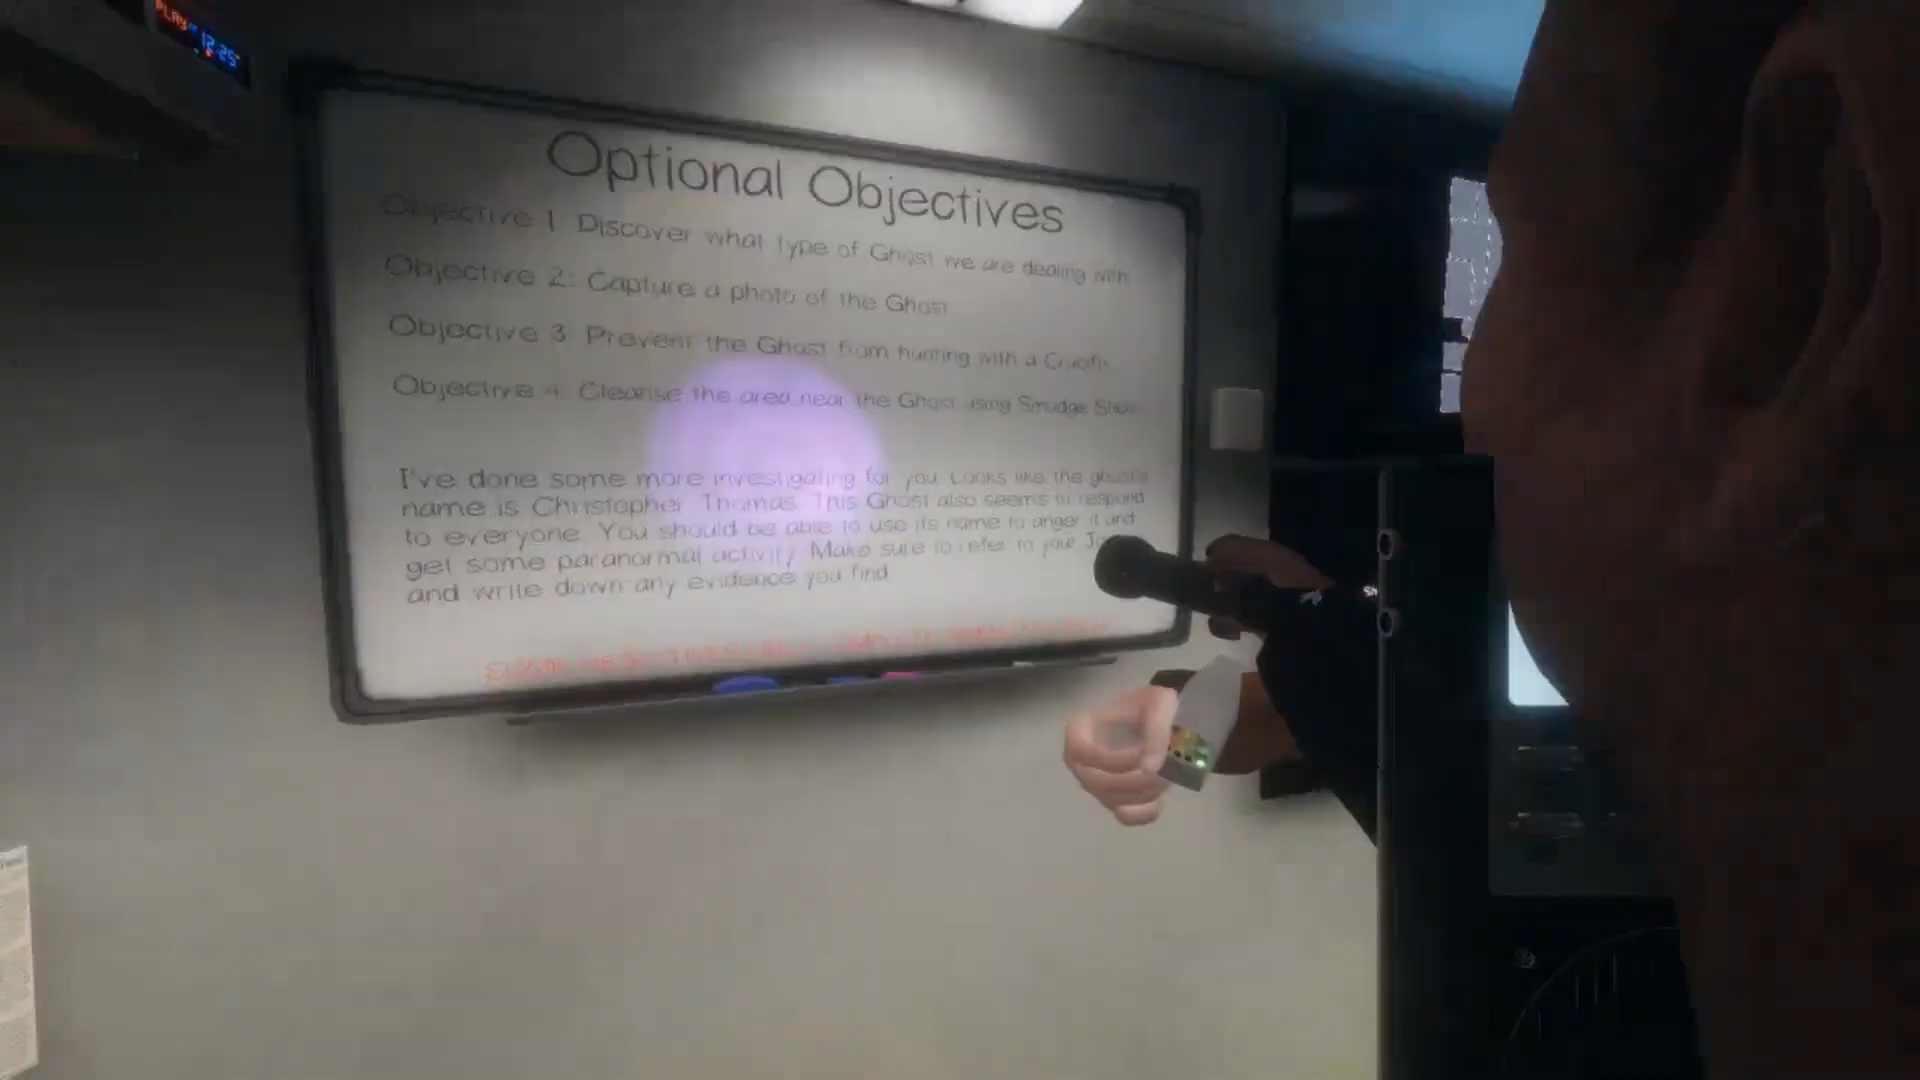 PLAY 12:25
Optional Objectives
Objective 1 Discover what type of Ghost we are dealing with
Objective 2: Capture a photo of the Ghost
Objective 3 Prevent the Ghost from hunting with a
Objective 4: Cleanse the area near the Ghost using Smudge
I've done some more investigating for you. Looks like the ghost's
name is Christopher Thomas. This Ghost also seems to respond
to everyone. You should be able to use its name to anger it and
get some paranormal activity. Make sure to refer to your
and write down any evidence you find